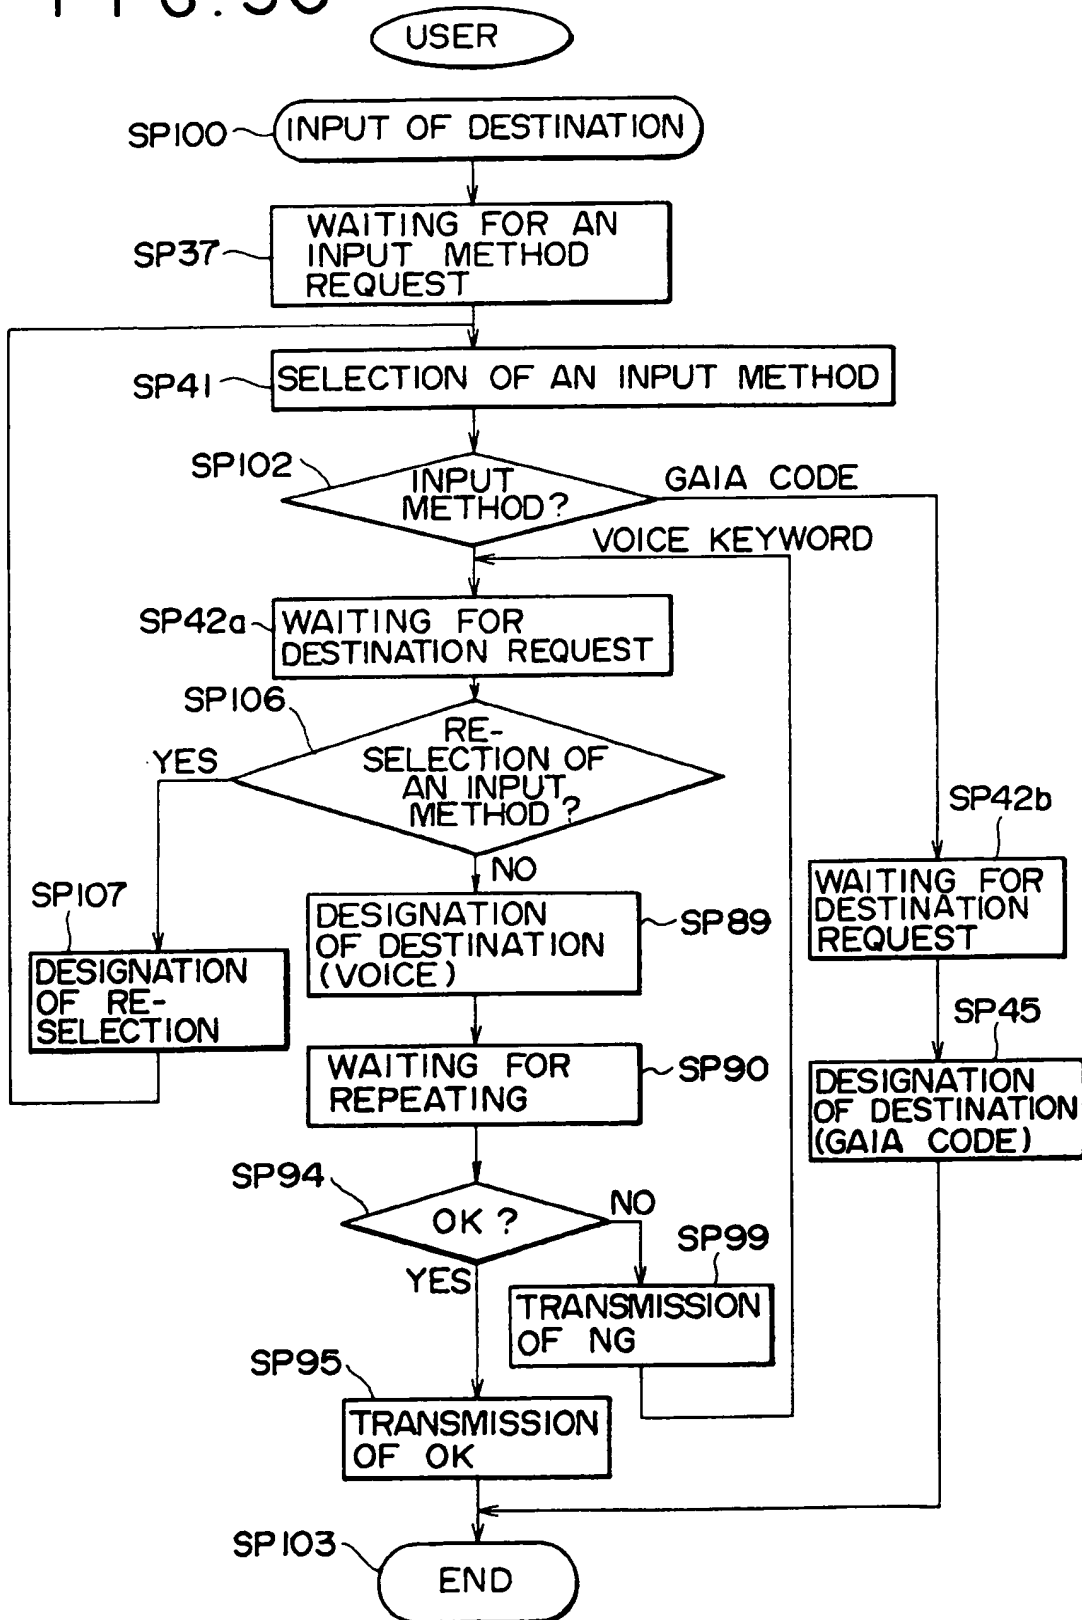 USER
SP100
INPUT OF DESTINATION
SP37
WAITING FOR AN
INPUT METHOD
REQUEST
SP41
SELECTION OF AN INPUT METHOD
SP102
INPUT
METHOD?
GAIA CODE
VOICE KEYWORD
SP42a
WAITING FOR
DESTINATION REQUEST
SP106
RE-
SELECTION OF
AN INPUT
METHOD?
YES
NO
SP42b
WAITING FOR
DESTINATION
REQUEST
SP107
DESIGNATION
OF RE-
SELECTION
DESIGNATION
OF DESTINATION
(VOICE)
SP89
SP45
DESIGNATION
OF DESTINATION
(GAIA CODE)
WAITING FOR
REPEATING
SP90
SP94
OK?
NO
YES
SP99
TRANSMISSION
OF NG
SP95
TRANSMISSION
OF OK
SP103
END